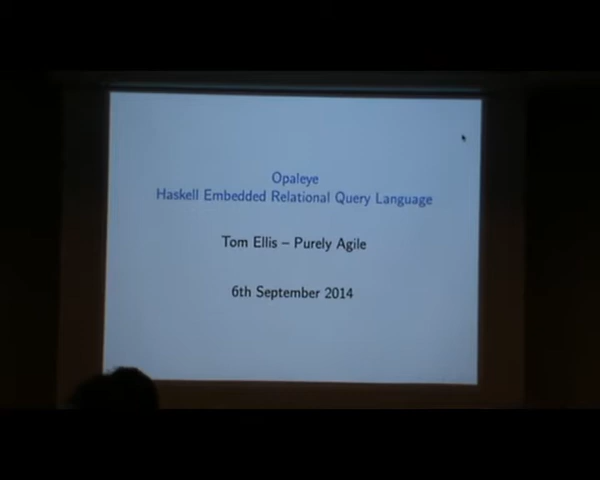 Opaleye
Haskell Embedded Relational Query Language
Tom Ellis – Purely Agile
6th September 2014